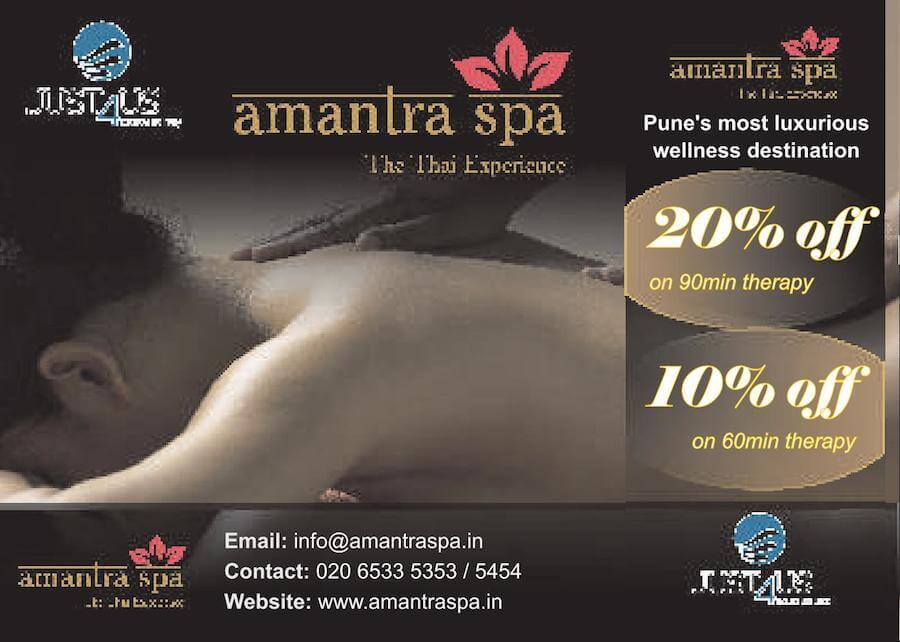 JUST4US
amantra spa
The Thai Experience
amantra spa
The Thai Experience
Pune's most luxurious
wellness destination
20% off
on 90min therapy
10% off
on 60min therapy
amantra spa
Email: info@amantraspa.in
Contact: 020 6533 5353 / 5454
Website: www.amantraspa.in
JUST4US